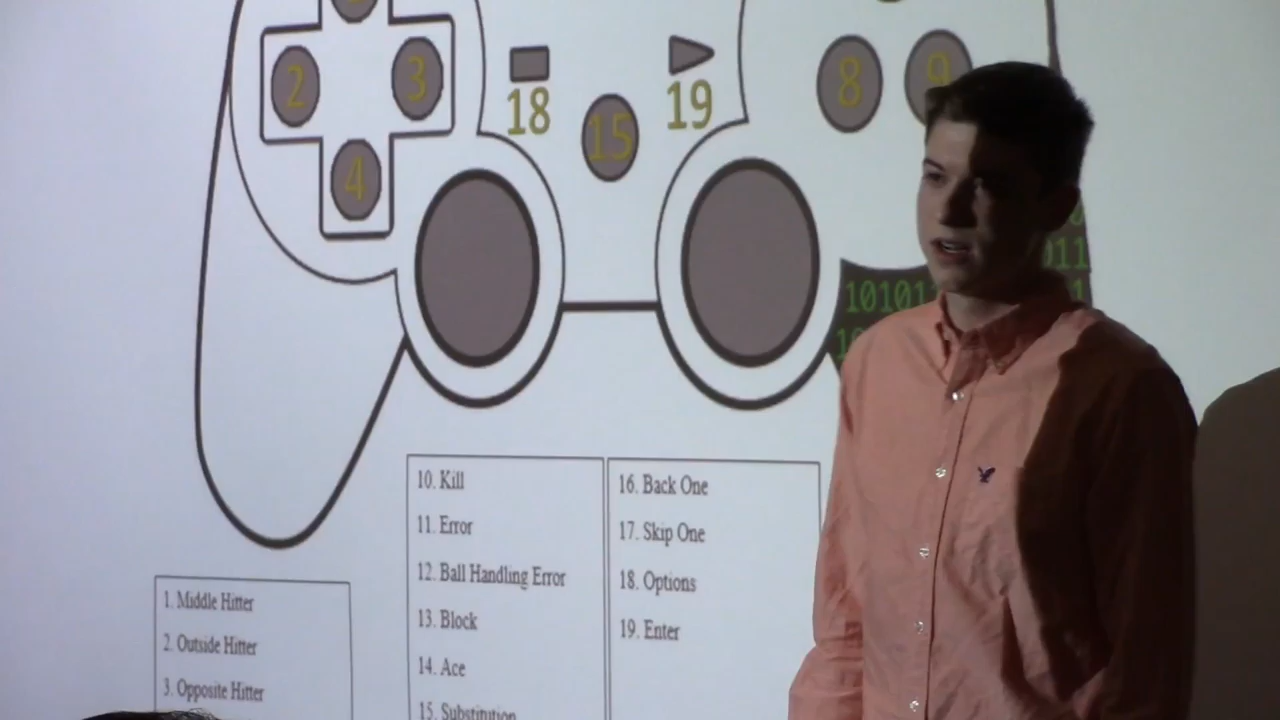 2
3
4
18
15
19
8
9
11
10101
1. Middle Hitter
2. Outside Hitter
3. Opposite Hitter
10. Kill
11. Error
12. Ball Handling Error
13. Block
14. Ace
15. Substitution
16. Back One
17. Skip One
18. Options
19. Enter